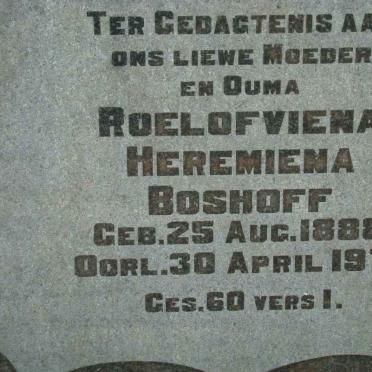 TER GEDAGTENIS AA
ONS LIEWE MOEDER
EN OUMA
ROELOFVIENA
HEREMIENA
BOSHOFF
GEB. 25 AUG. 1888
OORL. 30 APRIL 19
GES. 60 VERS 1.